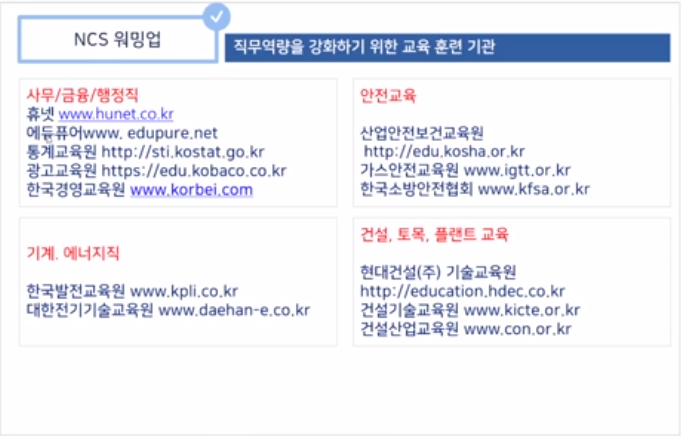 NCS 워밍업
직무역량을 강화하기 위한 교육 훈련 기관
사무/금융/행정직
휴넷 www.hunet.co.kr
에듀퓨어www. edupure.net
통계교육원 http://sti.kostat.go.kr
광고교육원 https://edu.kobaco.co.kr
한국경영교육원 www.korbei.com
안전교육
산업안전보건교육원
http://edu.kosha.or.kr
가스안전교육원 www.igtt.or.kr
한국소방안전협회 www.kfsa.or.kr
기계. 에너지직
한국발전교육원 www.kpli.co.kr
대한전기기술교육원 www.daehan-e.co.kr
건설, 토목, 플랜트 교육
현대건설(주) 기술교육원
http://education.hdec.co.kr
건설기술교육원 www.kicte.or.kr
건설산업교육원 www.con.or.kr